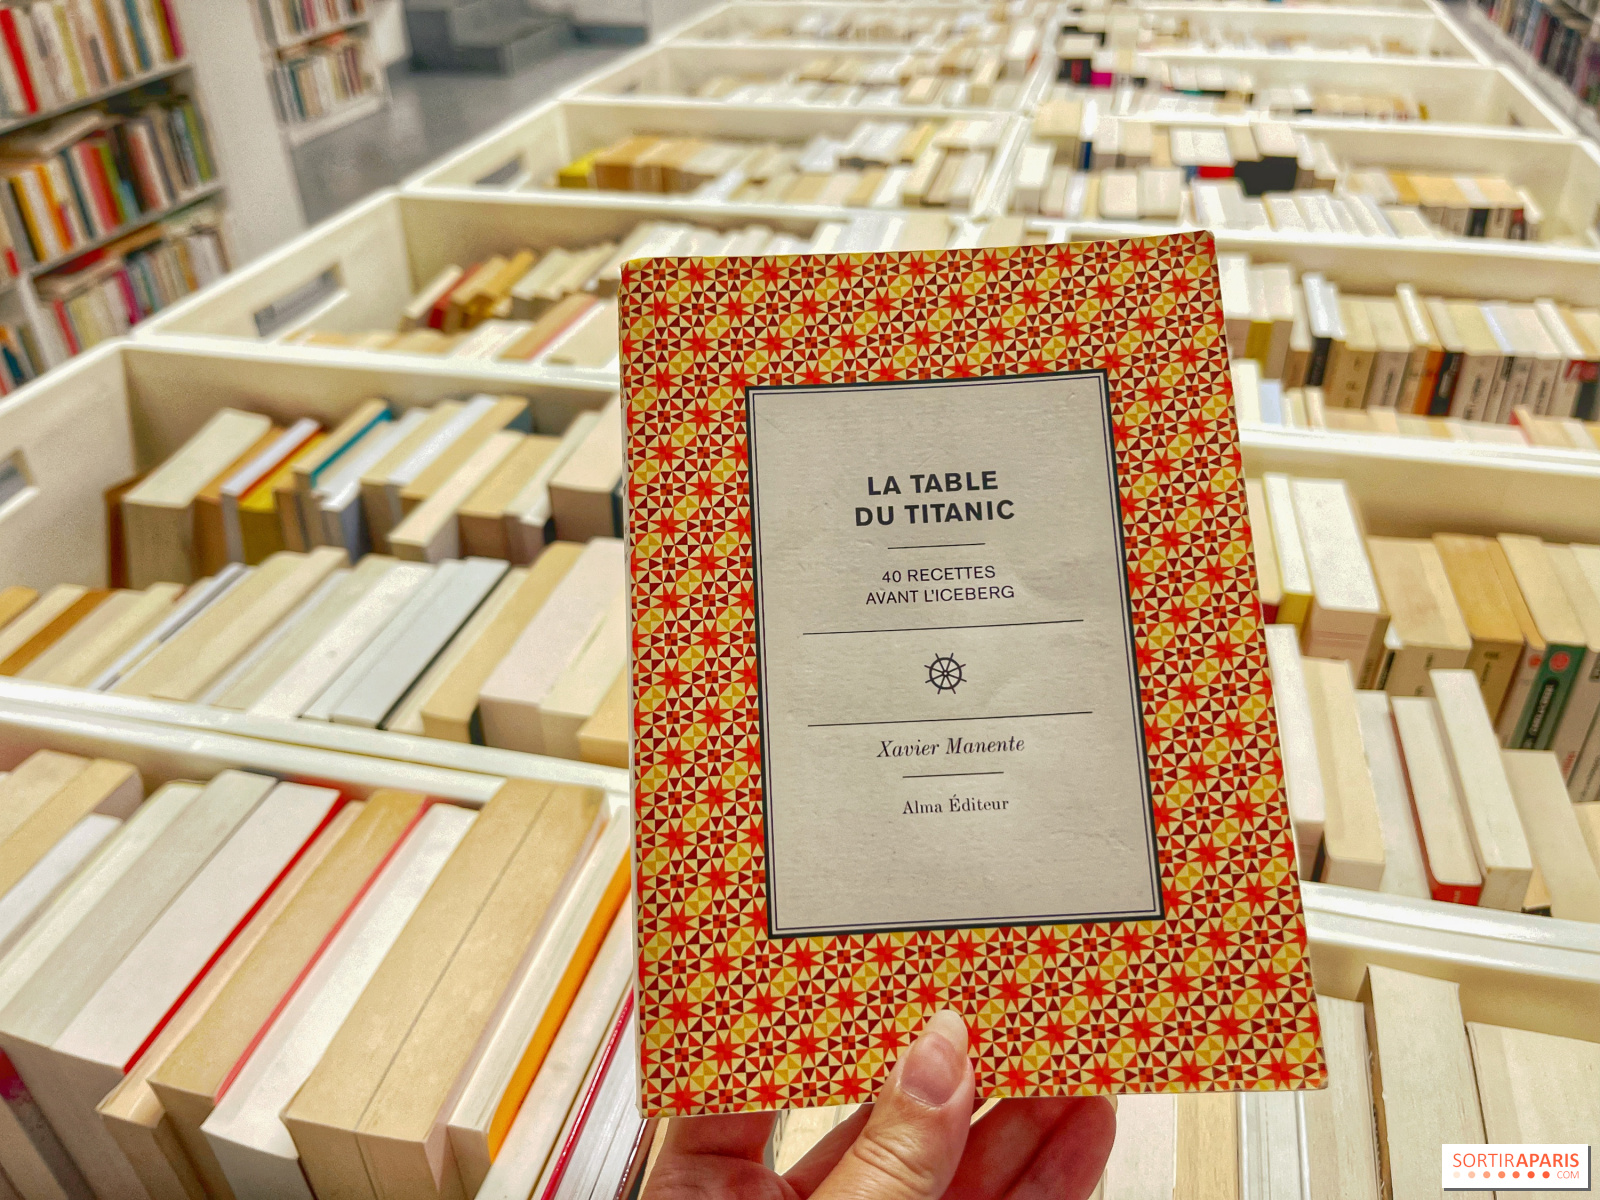 LA TABLE
DU TITANIC
40 RECETTES
AVANT L'ICEBERG
Xavier Manente
Alma Éditeur
SORTIRAPARIS
.COM